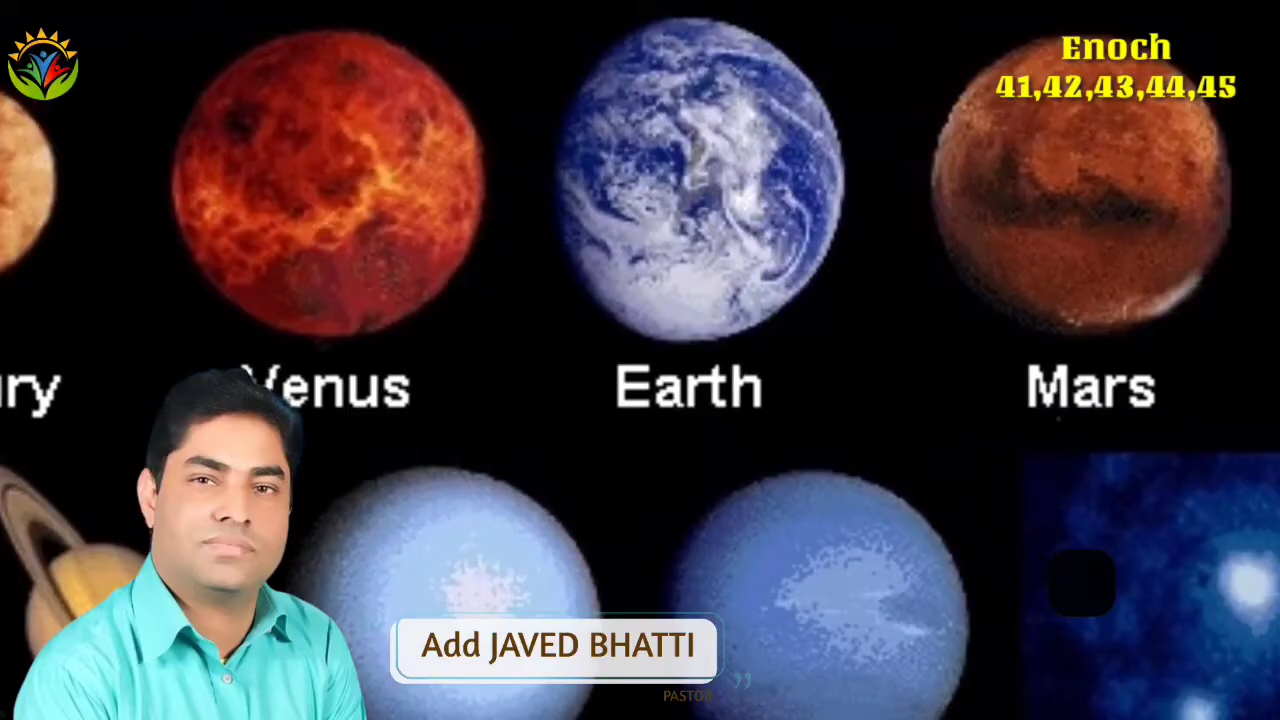 Enoch
41,42,43,44,45
ury
Venus
Earth
Mars
Add JAVED BHATTI
PASTOR